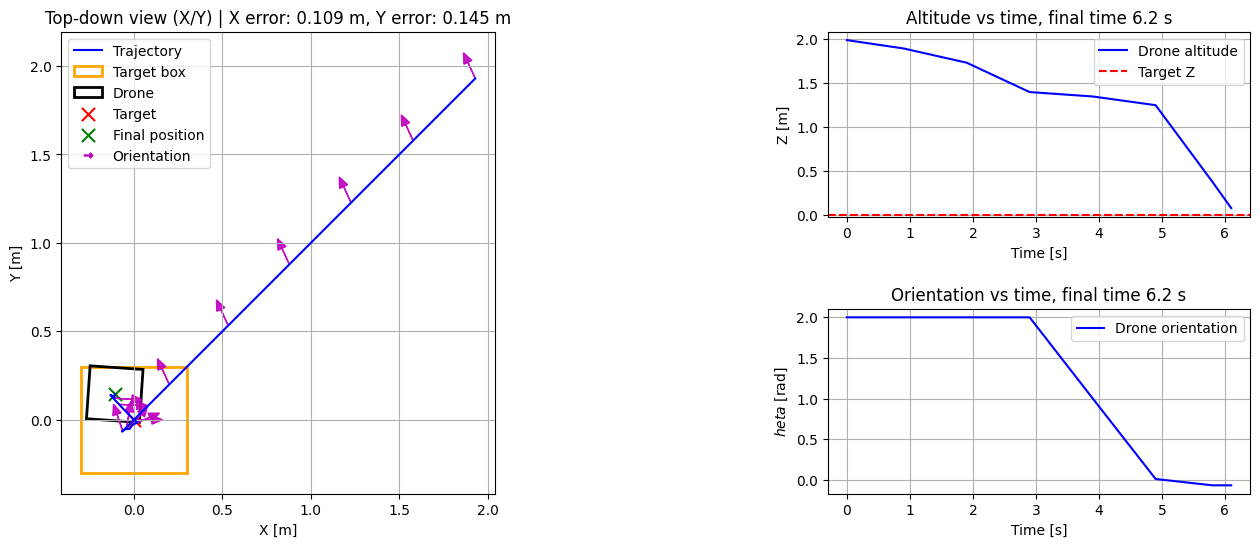 Top-down view (X/Y) | X error: 0.109 m, Y error: 0.145 m
Trajectory
Target box
Drone
Target
Final position
Orientation
Y [m]
2.0
1.5
1.0
0.5
0.0
0.0 0.5 1.0 1.5 2.0
X [m]
Altitude vs time, final time 6.2 s
Drone altitude
Target Z
Z [m]
2.0
1.5
1.0
0.5
0.0
0 1 2 3 4 5 6
Time [s]
Orientation vs time, final time 6.2 s
Drone orientation
heta [rad]
2.0
1.5
1.0
0.5
0.0
0 1 2 3 4 5 6
Time [s]